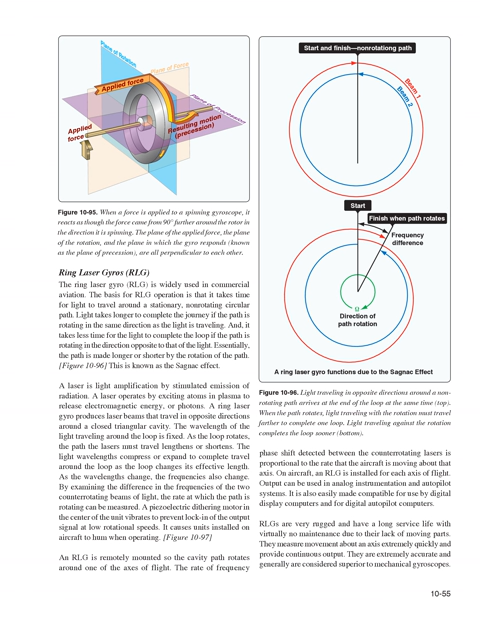 Plane of Rotation
Plane of Force
Applied force
Applied
force
Resulting motion
(precession)
Figure 10-95. When a force is applied to a spinning gyroscope, it
reacts as though the force came from 90° further around the rotor in
the direction it is spinning. The plane of the applied force, the plane
of the rotation, and the plane in which the gyro responds (known
as the plane of precession), are all perpendicular to each other.
Ring Laser Gyros (RLG)
The ring laser gyro (RLG) is widely used in commercial
aviation. The basis for RLG operation is that it takes time
for light to travel around a stationary, nonrotating circular
path. Light takes longer to complete the journey if the path is
rotating in the same direction as the light is traveling. And, it
takes less time for the light to complete the loop if the path is
rotating in the direction opposite to that of the light. Essentially,
the path is made longer or shorter by the rotation of the path.
[Figure 10-96] This is known as the Sagnac effect.
A laser is light amplification by stimulated emission of
radiation. A laser operates by exciting atoms in plasma to
release electromagnetic energy, or photons. A ring laser
gyro produces laser beams that travel in opposite directions
around a closed triangular cavity. The wavelength of the
light traveling around the loop is fixed. As the loop rotates,
the path the lasers must travel lengthens or shortens. The
light wavelengths compress or expand to complete travel
around the loop as the loop changes its effective length.
As the wavelengths change, the frequencies also change.
By examining the difference in the frequencies of the two
counterrotating beams of light, the rate at which the path is
rotating can be measured. A piezoelectric dithering motor in
the center of the unit vibrates to prevent lock-in of the output
signal at low rotational speeds. It causes units installed on
aircraft to hum when operating. [Figure 10-97]
An RLG is remotely mounted so the cavity path rotates
around one of the axes of flight. The rate of frequency
Start and finish—nonrotationg path
Beam 1
Beam 2
Start
Finish when path rotates
Frequency
difference
Ω
Direction of
path rotation
A ring laser gyro functions due to the Sagnac Effect
Figure 10-96. Light traveling in opposite directions around a non-
rotating path arrives at the end of the loop at the same time (top).
When the path rotates, light traveling with the rotation must travel
farther to complete one loop. Light traveling against the rotation
completes the loop sooner (bottom).
phase shift detected between the counterrotating lasers is
proportional to the rate that the aircraft is moving about that
axis. On aircraft, an RLG is installed for each axis of flight.
Output can be used in analog instrumentation and autopilot
systems. It is also easily made compatible for use by digital
display computers and for digital autopilot computers.
RLGs are very rugged and have a long service life with
virtually no maintenance due to their lack of moving parts.
They measure movement about an axis extremely quickly and
provide continuous output. They are extremely accurate and
generally are considered superior to mechanical gyroscopes.
10-55